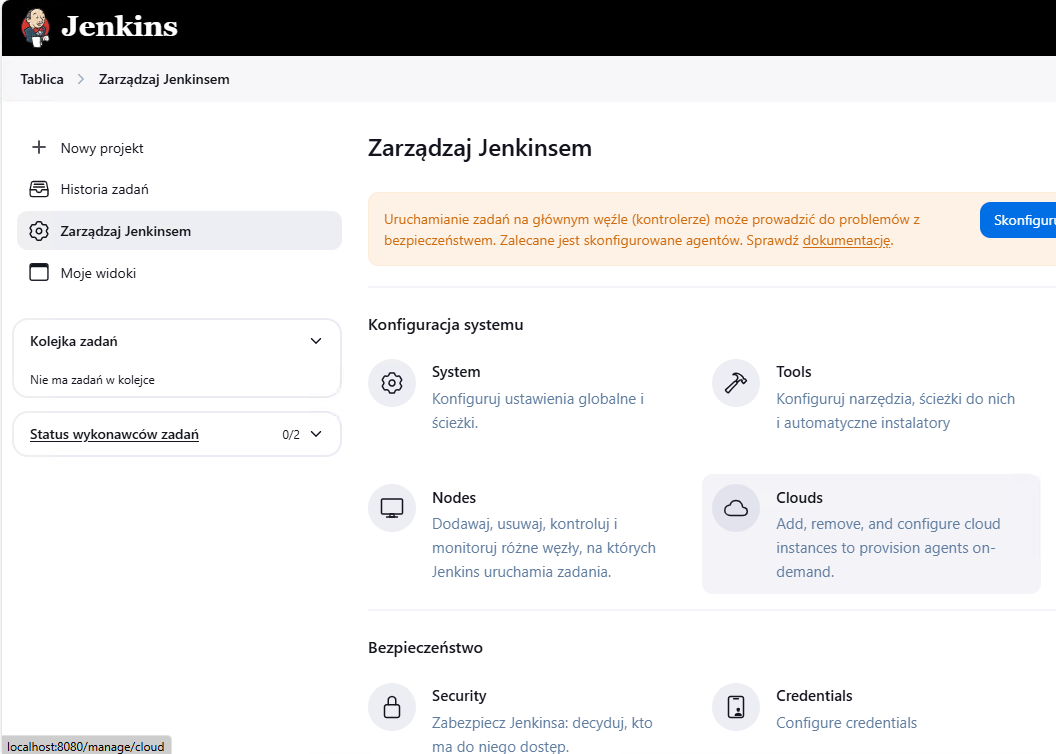 Jenkins
Tablica > Zarządzaj Jenkinsem
Nowy projekt
Historia zadań
Zarządzaj Jenkinsem
Moje widoki
Kolejka zadań
Nie ma zadań w kolejce
Status wykonawców zadań 0/2
Zarządzaj Jenkinsem
Uruchamianie zadań na głównym węźle (kontrolerze) może prowadzić do problemów z
bezpieczeństwem. Zalecane jest skonfigurowane agentów. Sprawdź dokumentację.
Konfiguracja systemu
System
Konfiguruj ustawienia globalne i
ścieżki.
Tools
Konfiguruj narzędzia, ścieżki do nich
i automatyczne instalatory
Nodes
Dodawaj, usuwaj, kontroluj i
monitoruj różne węzły, na których
Jenkins uruchamia zadania.
Clouds
Add, remove, and configure cloud
instances to provision agents on-
demand.
Bezpieczeństwo
Security
Zabezpiecz Jenkinsa: decyduj, kto
ma do niego dostęp.
Credentials
Configure credentials
localhost:8080/manage/cloud